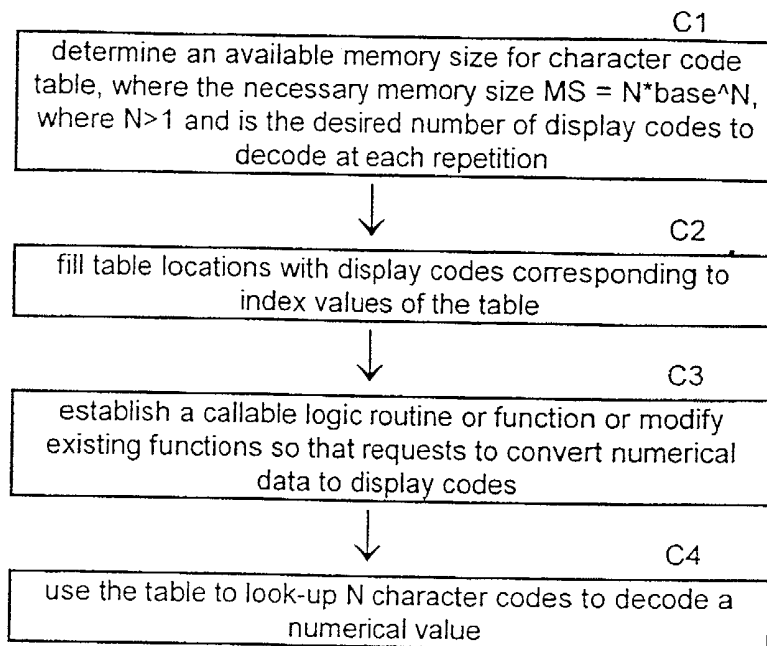 C1
determine an available memory size for character code
table, where the necessary memory size MS = N*base^N,
where N>1 and is the desired number of display codes to
decode at each repetition
C2
fill table locations with display codes corresponding to
index values of the table
C3
establish a callable logic routine or function or modify
existing functions so that requests to convert numerical
data to display codes
C4
use the table to look-up N character codes to decode a
numerical value